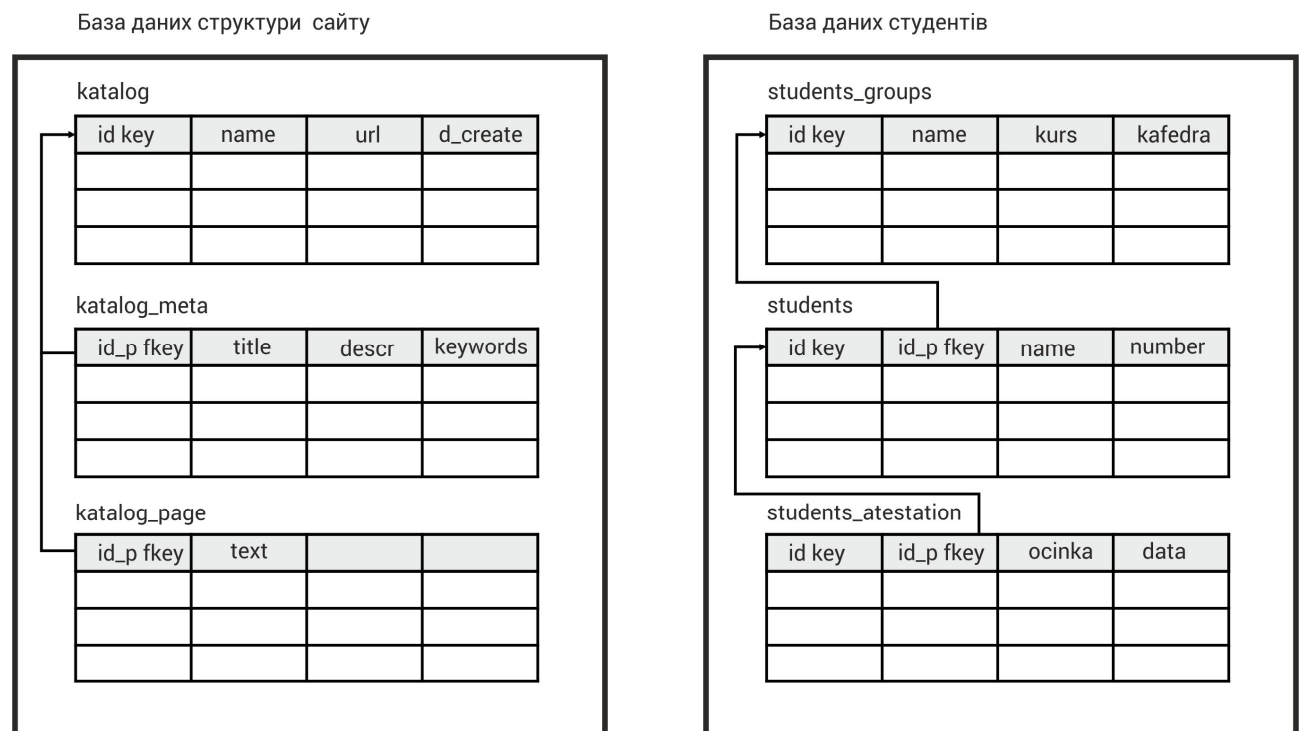 База даних структури сайту
katalog
id key name url d_create
katalog_meta
id_p fkey title descr keywords
katalog_page
id_p fkey text
База даних студентів
students_groups
id key name kurs kafedra
students
id key id_p fkey name number
students_atestation
id key id_p fkey ocinka data